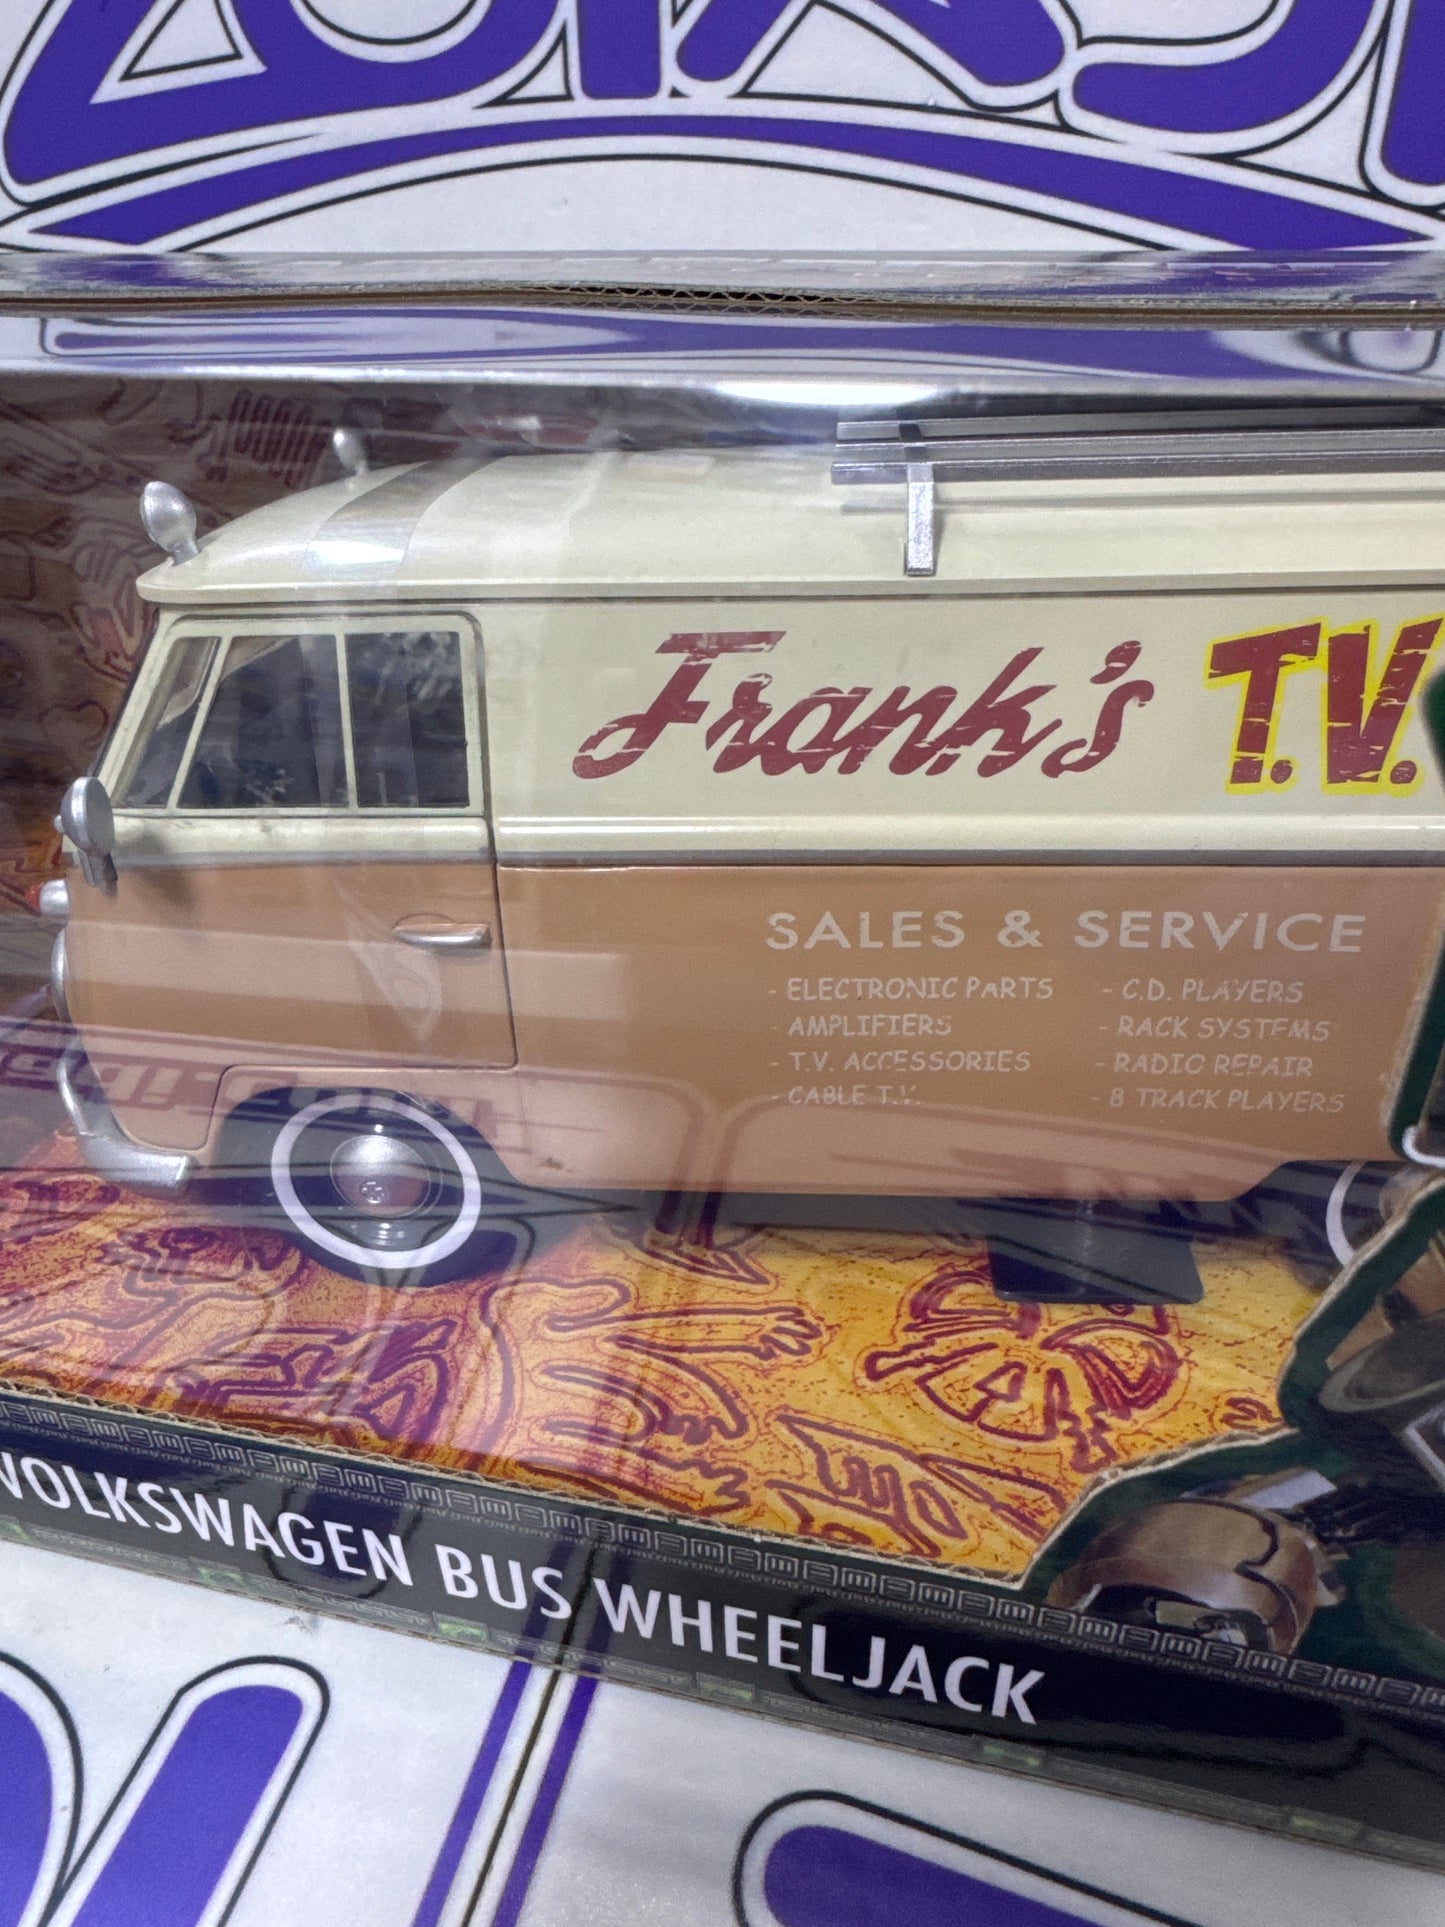 Frank's T.V.
SALES & SERVICE
- ELECTRONIC PARTS
- AMPLIFIERS
- T.V. ACCESSORIES
- CABLE T.V.
- C.D. PLAYERS
- RACK SYSTEMS
- RADIO REPAIR
- 8 TRACK PLAYERS
VOLKSWAGEN BUS WHEELJACK